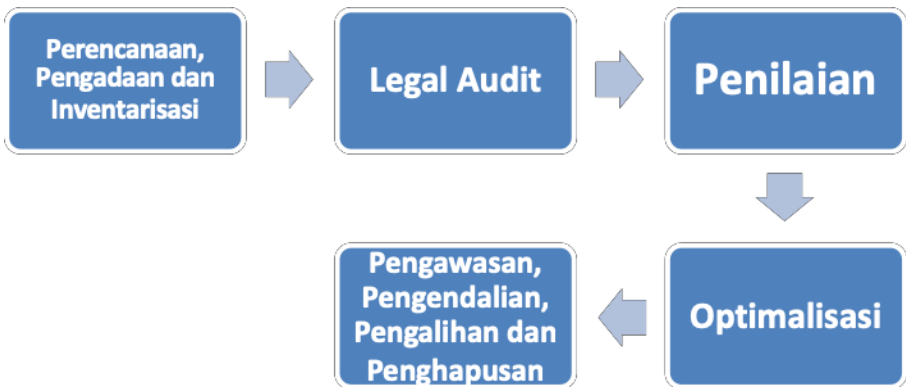 Perencanaan,
Pengadaan dan
Inventarisasi
Legal Audit
Penilaian
Optimalisasi
Pengawasan,
Pengendalian,
Pengalihan dan
Penghapusan